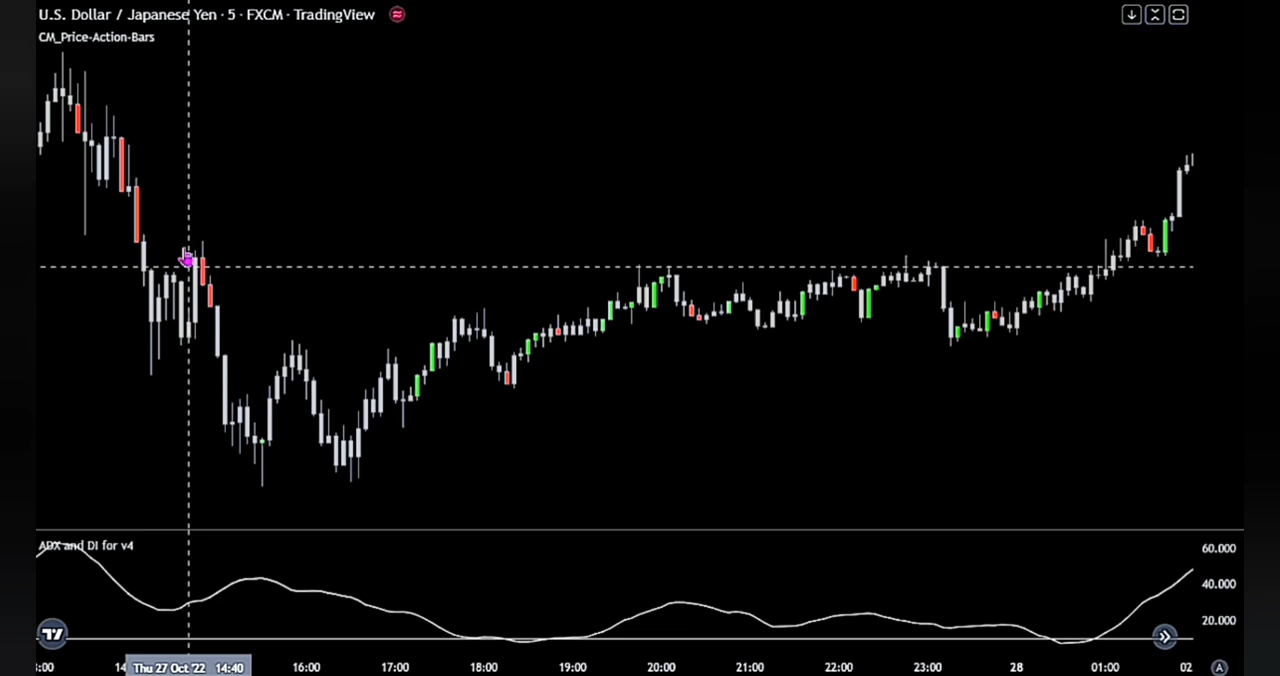 U.S. Dollar / Japanese Yen · 5 · FXCM · TradingView
CM_Price-Action-Bars
ADX and DI for v4
60.000
40.000
20.000
14 Thu 27 Oct '22 14:40 16:00 17:00 18:00 19:00 20:00 21:00 22:00 23:00 28 01:00 02 A